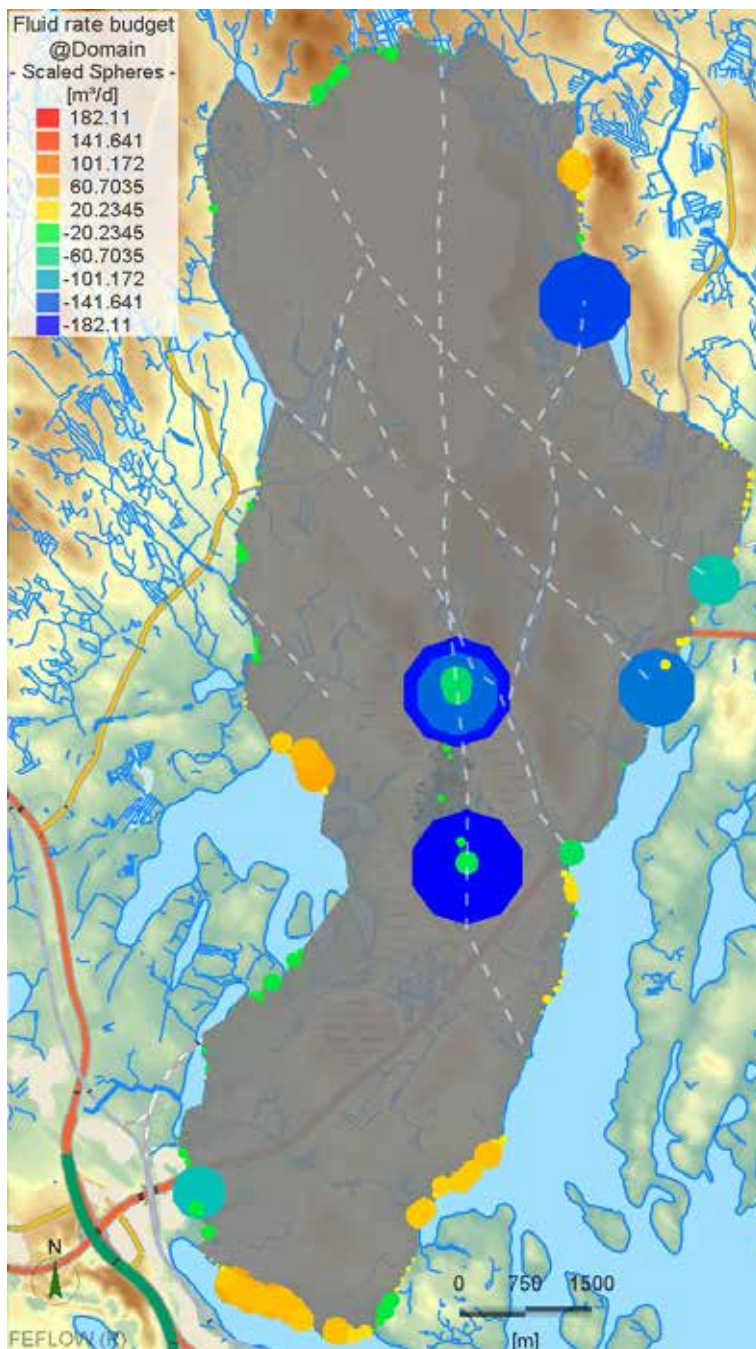 Fluid rate budget
@Domain
- Scaled Spheres -
[m³/d]
182.11
141.641
101.172
60.7035
20.2345
-20.2345
-60.7035
-101.172
-141.641
-182.11
N
0 750 1500
[m]
FEFLOW (R)